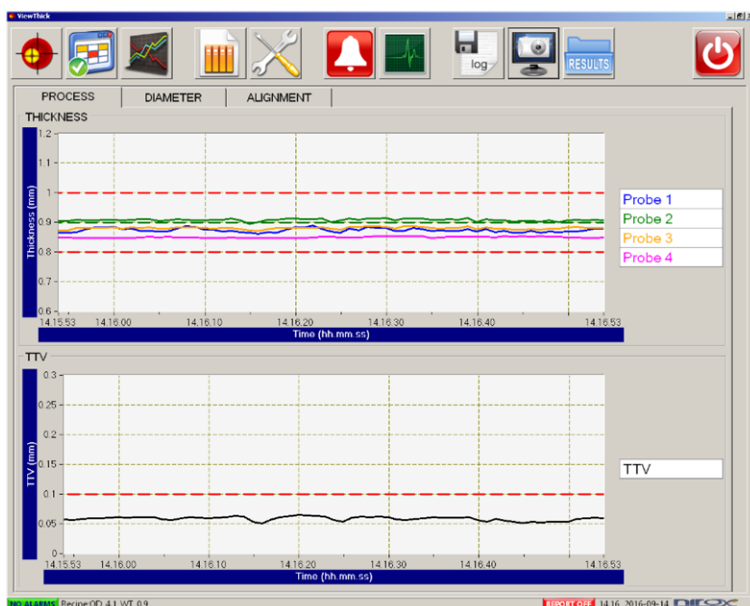 ViewThick
log
RESULTS
PROCESS DIAMETER ALIGNMENT
THICKNESS
Thickness (mm)
1.2
1.1
1
0.9
0.8
0.7
0.6
14.15.53 14.16.00 14.16.10 14.16.20 14.16.30 14.16.40 14.16.53
Time (hh.mm.ss)
Probe 1
Probe 2
Probe 3
Probe 4
TTV
TTV (mm)
0.3
0.25
0.2
0.15
0.1
0.05
0
14.15.53 14.16.00 14.16.10 14.16.20 14.16.30 14.16.40 14.16.53
Time (hh.mm.ss)
TTV
NO ALARMS Recipe:OD_4.1_WT_0.9 REPORT OFF 14.16 2016-09-14